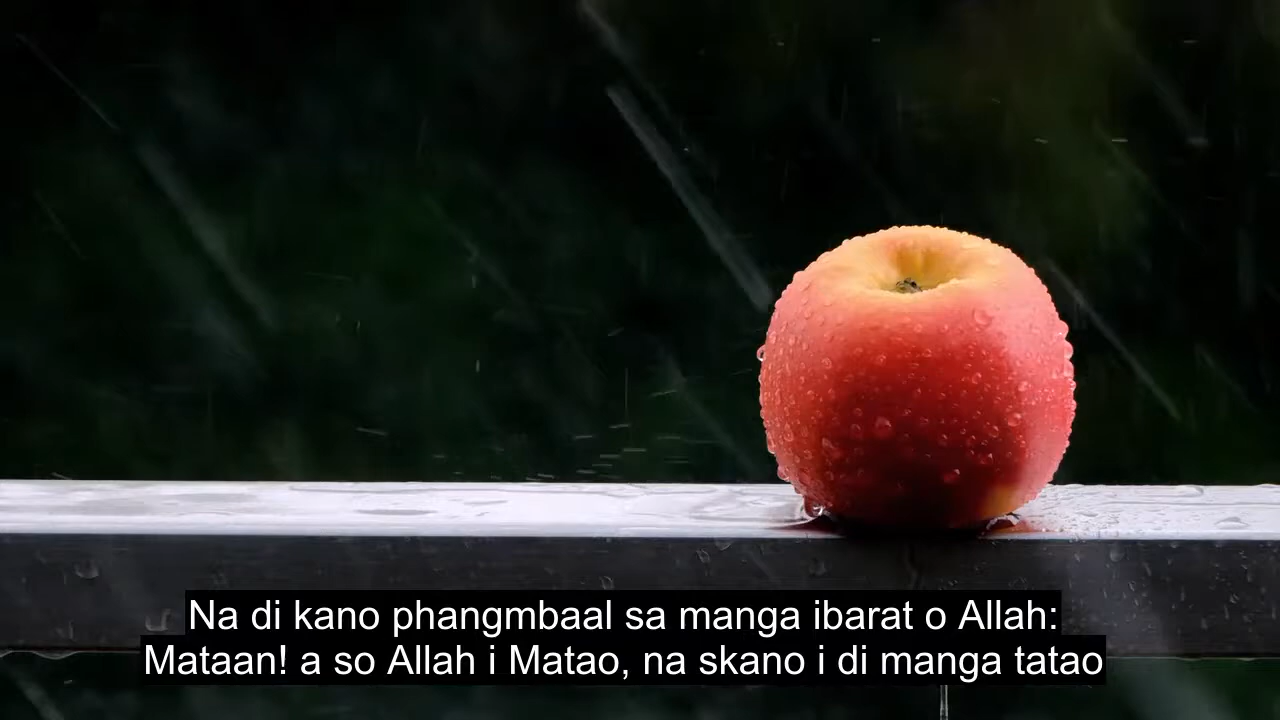 Na di kano phangmbaal sa manga ibarat o Allah:
Mataan! a so Allah i Matao, na skano i di manga tatao